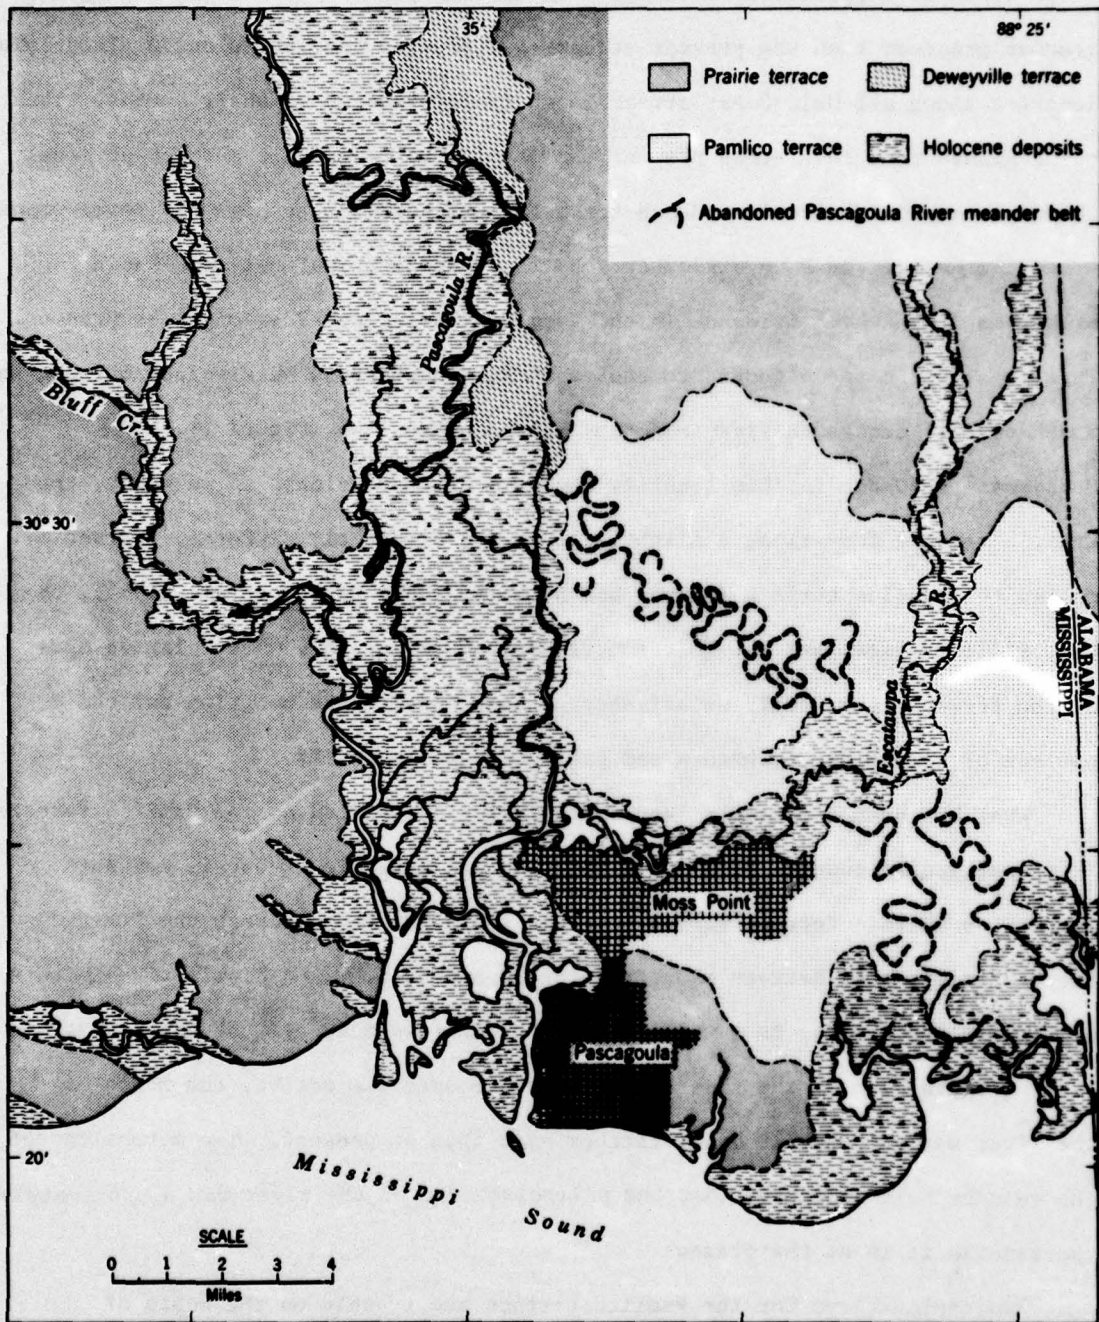 35'
88° 25'
Prairie terrace
Deweyville terrace
Pamlico terrace
Holocene deposits
Abandoned Pascagoula River meander belt
Pascagoula R.
Bluff Cr.
30° 30'
ALABAMA
MISSISSIPPI
Escatawpa R.
Moss Point
Pascagoula
20'
Mississippi Sound
SCALE
0 1 2 3 4
Miles